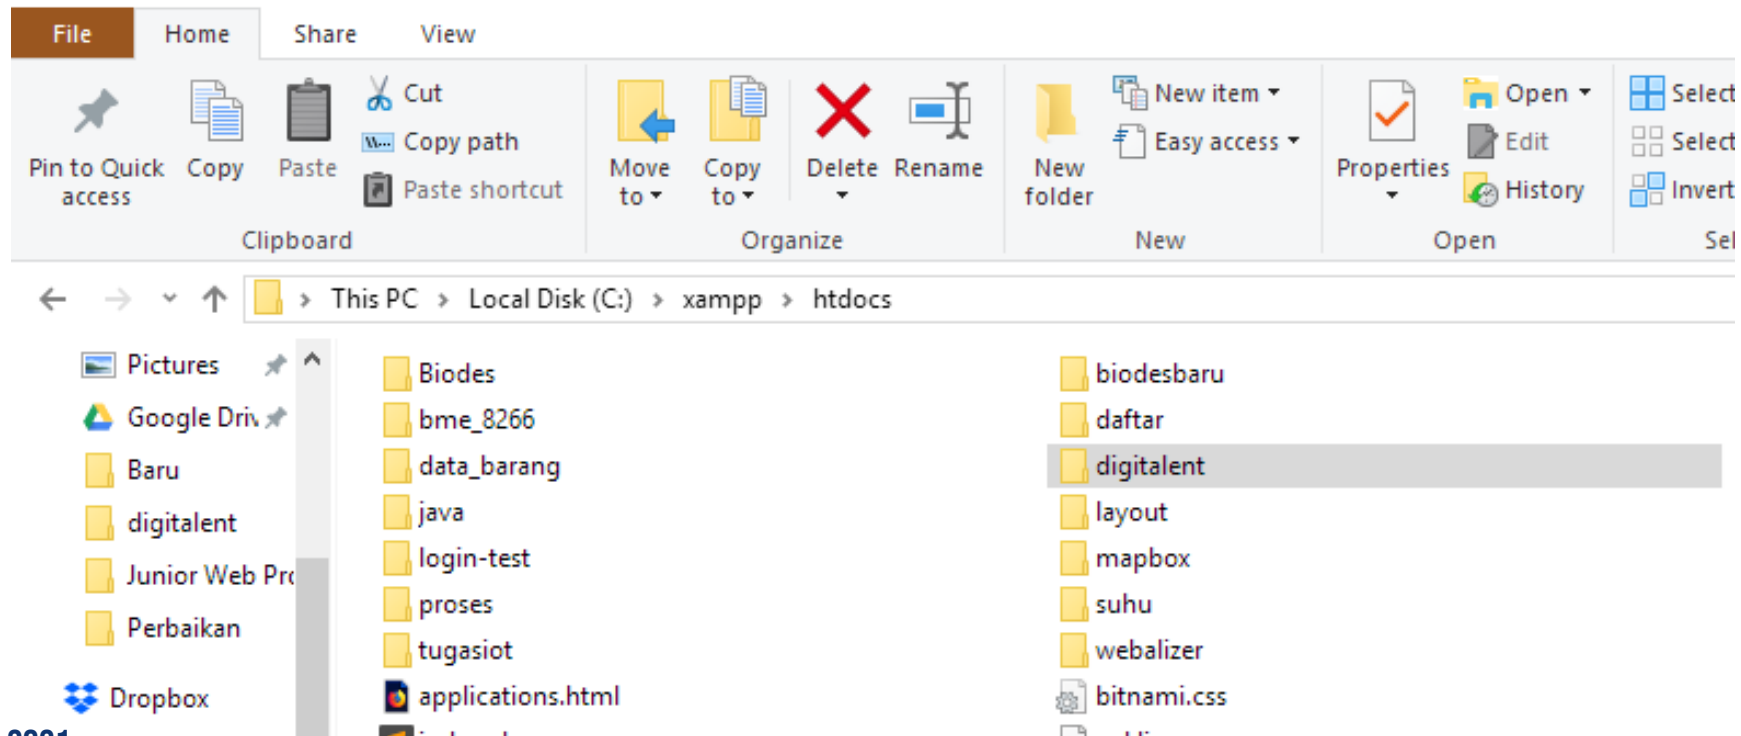 File Home Share View
Cut
Copy path
Paste shortcut
Pin to Quick access
Copy
Paste
Clipboard
Move to
Copy to
Delete
Rename
Organize
New folder
New item
Easy access
New
Properties
Open
Edit
History
Open
Select
Select
Invert
Sel
This PC > Local Disk (C:) > xampp > htdocs
Pictures
Google Driv
Baru
digitalent
Junior Web Pro
Perbaikan
Dropbox
Biodes
bme_8266
data_barang
java
login-test
proses
tugasiot
applications.html
biodesbaru
daftar
digitalent
layout
mapbox
suhu
webalizer
bitnami.css